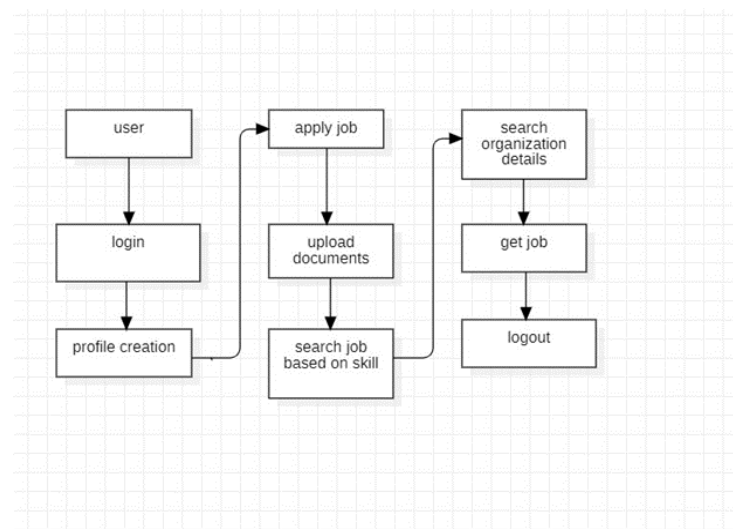 user
login
profile creation
apply job
upload
documents
search job
based on skill
search
organization
details
get job
logout